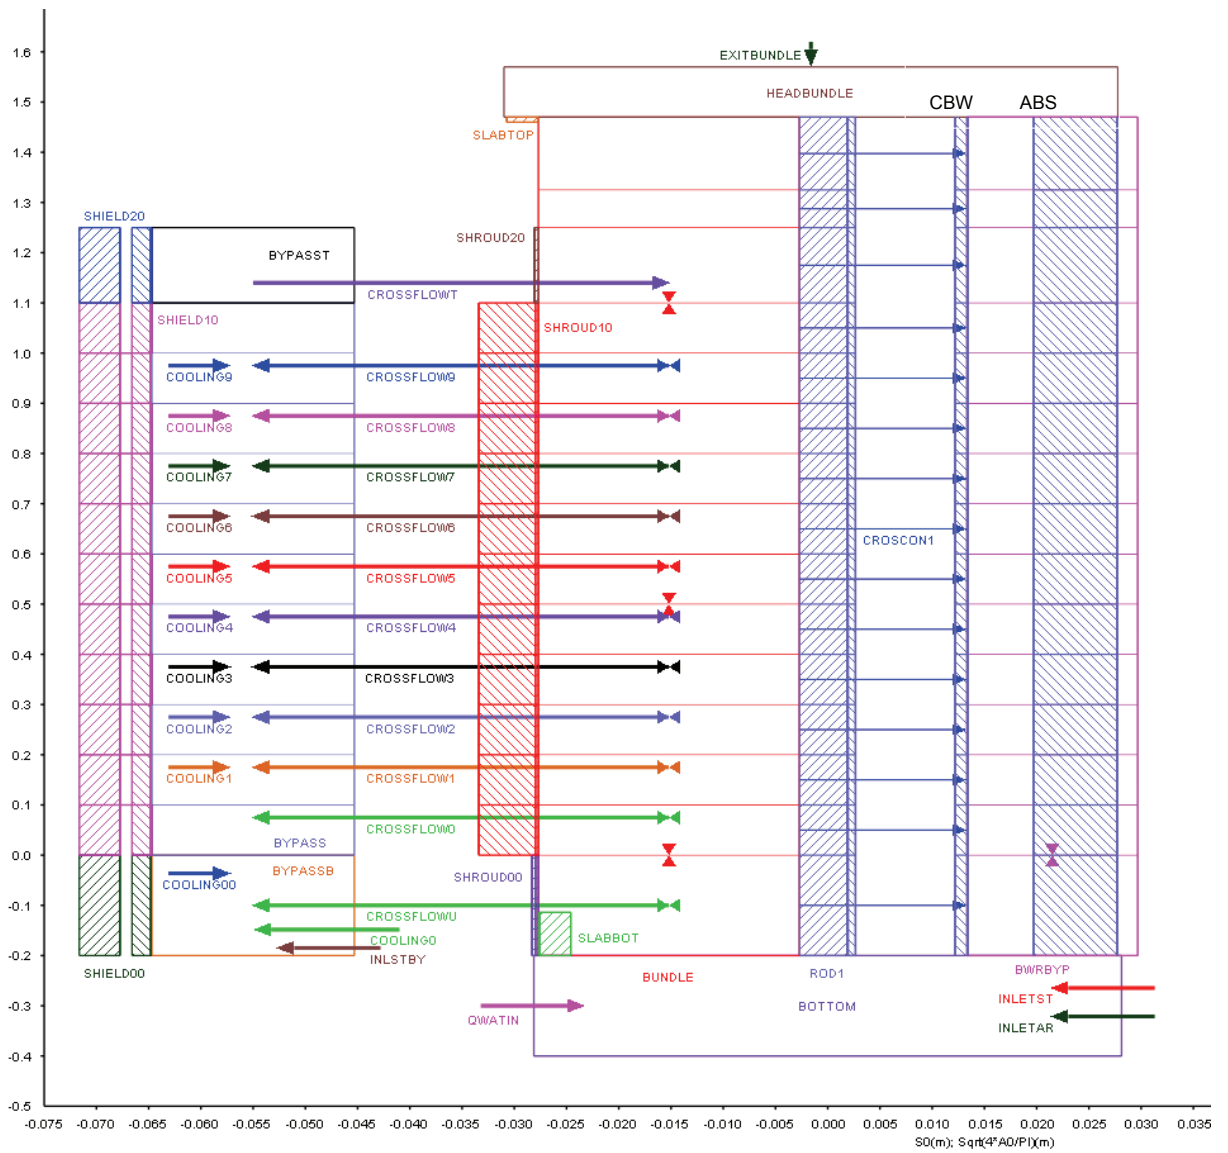 1.6
EXITBUNDLE
HEADBUNDLE
1.5
CBW
ABS
1.4
SLABTOP
1.3
SHIELD20
SHROUD20
1.2
BYPASST
1.1
CROSSFLOWT
SHIELD10
SHROUD10
1.0
COOLING9
CROSSFLOW9
0.9
COOLING8
CROSSFLOW8
0.8
COOLING7
CROSSFLOW7
0.7
COOLING6
CROSSFLOW6
CROSCON1
0.6
COOLING5
CROSSFLOW5
0.5
COOLING4
CROSSFLOW4
0.4
COOLING3
CROSSFLOW3
0.3
COOLING2
CROSSFLOW2
0.2
COOLING1
CROSSFLOW1
0.1
CROSSFLOW0
BYPASS
0.0
BYPASSB
SHROUD00
COOLING00
-0.1
CROSSFLOWU
COOLING0
SLABBOT
INLSTBY
-0.2
SHIELD00
BUNDLE
ROD1
BWRBYP
INLETST
-0.3
QWATIN
BOTTOM
INLETAR
-0.4
-0.5
-0.075 -0.070 -0.065 -0.060 -0.055 -0.050 -0.045 -0.040 -0.035 -0.030 -0.025 -0.020 -0.015 -0.010 -0.005 0.000 0.005 0.010 0.015 0.020 0.025 0.030 0.035
S0(m); Sqrt(4*A0/PI)(m)